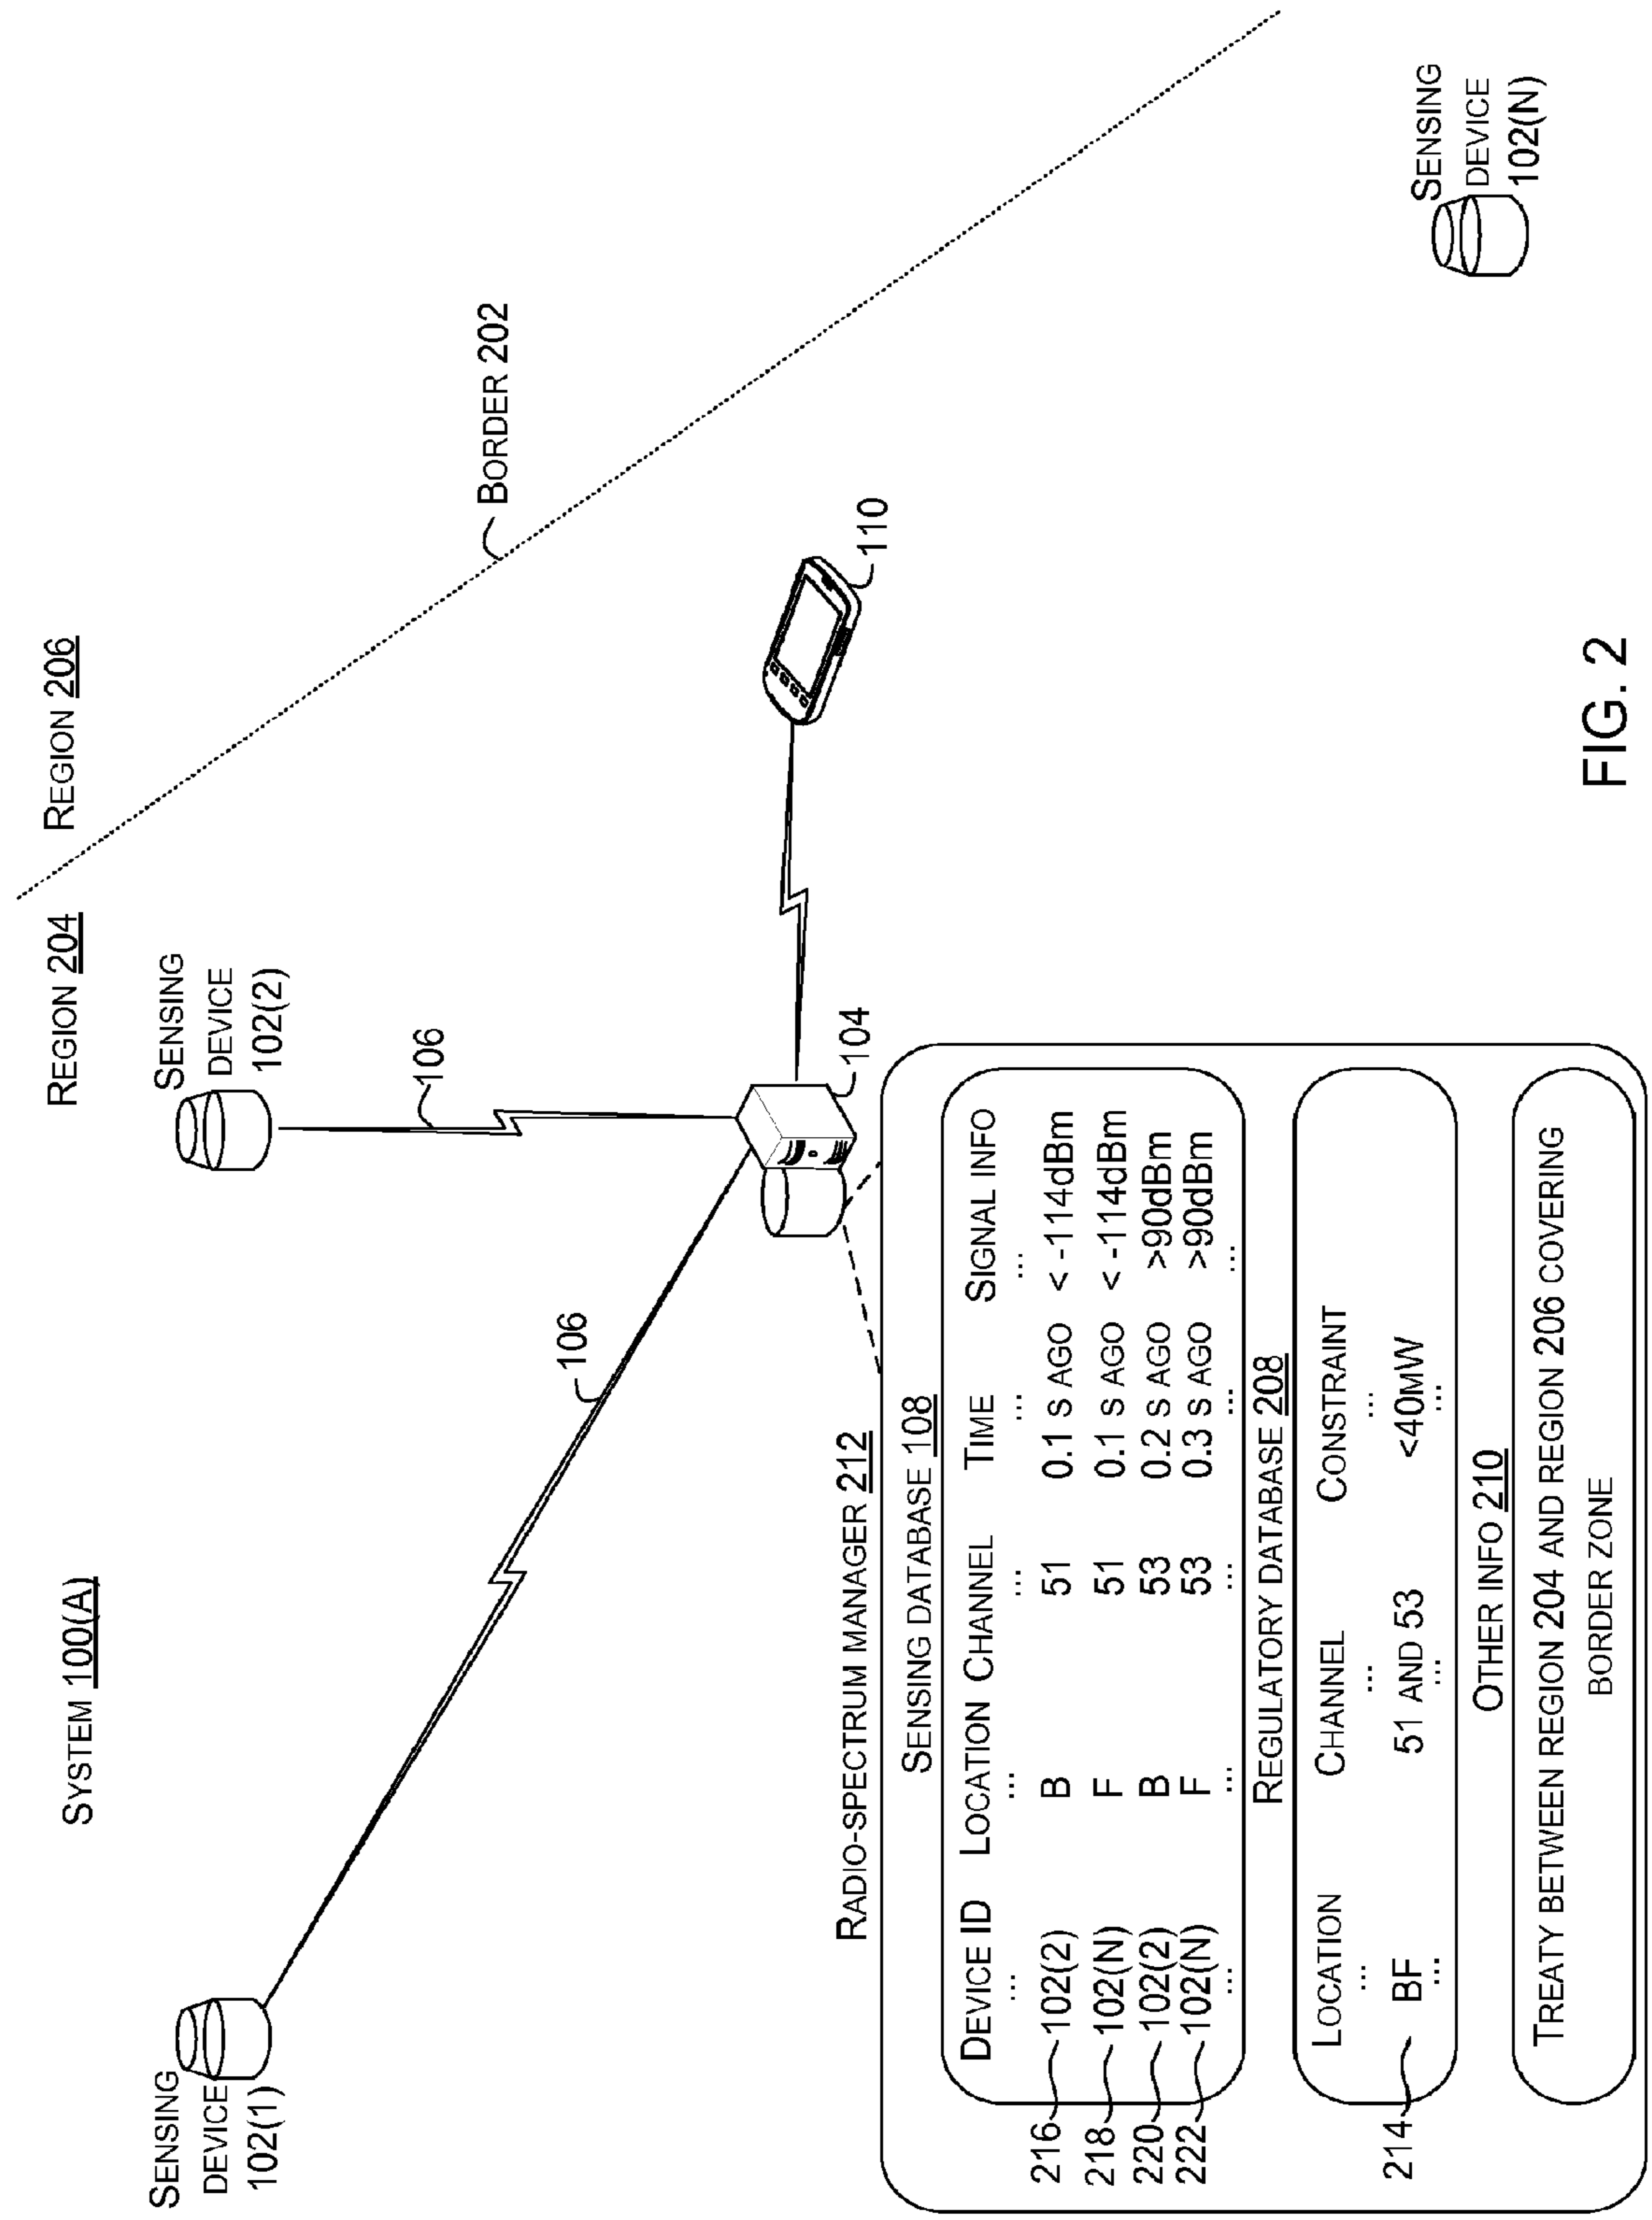 SYSTEM 100(A)
REGION 204
REGION 206
SENSING
DEVICE
102(1)
SENSING
DEVICE
102(2)
106
106
BORDER 202
104
110
SENSING
DEVICE
102(N)
RADIO-SPECTRUM MANAGER 212
SENSING DATABASE 108
DEVICE ID LOCATION CHANNEL TIME SIGNAL INFO
... ... ... ... ...
216 102(2) B 51 0.1 S AGO < -114dBm
218 102(N) F 51 0.1 S AGO < -114dBm
220 102(2) B 53 0.2 S AGO >90dBm
222 102(N) F 53 0.3 S AGO >90dBm
... ... ... ... ...
REGULATORY DATABASE 208
LOCATION CHANNEL CONSTRAINT
... ... ...
214 BF 51 AND 53 <40MW
... ... ...
OTHER INFO 210
TREATY BETWEEN REGION 204 AND REGION 206 COVERING
BORDER ZONE
FIG. 2